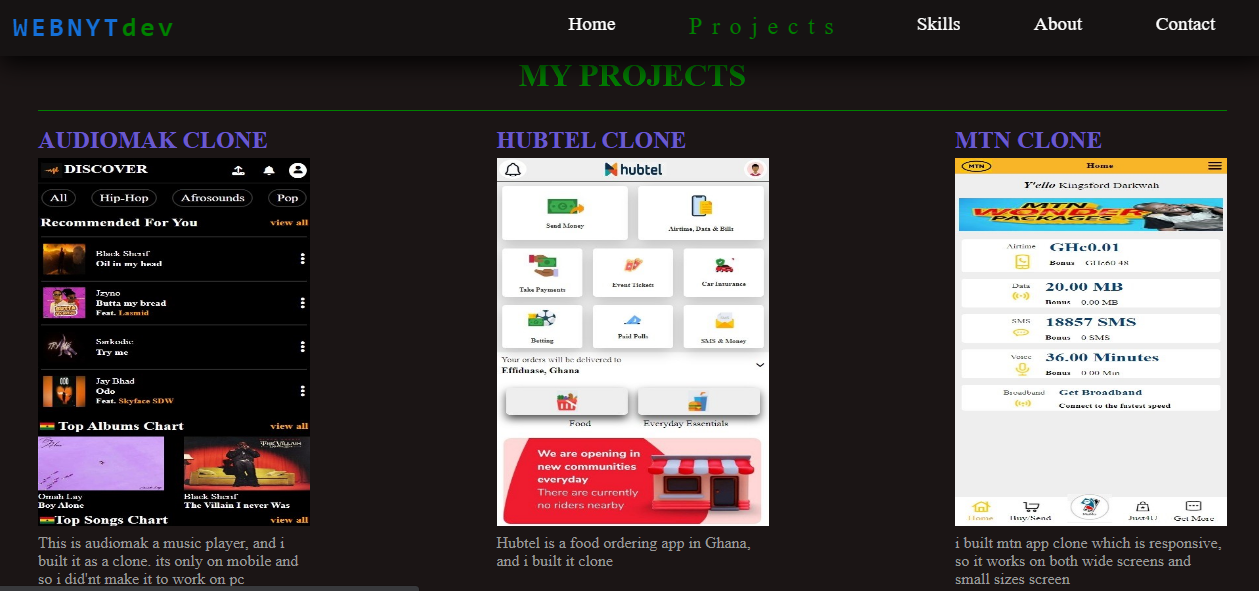 WEBNYTdev
Home
Projects
Skills
About
Contact
MY PROJECTS
AUDIOMAK CLONE
DISCOVER
All
Hip-Hop
Afrosounds
Pop
Recommended For You
view all
Black Sherif
Oil in my head
Jzyno
Butta my bread
Feat. Lasmid
Sarkodie
Try me
Jay Bhad
Odo
Feat. Skyface SDW
Top Albums Chart
view all
Omah Lay
Boy Alone
Black Sherif
The Villain I never Was
Top Songs Chart
view all
This is audiomak a music player, and i
built it as a clone. its only on mobile and
so i did'nt make it to work on pc
HUBTEL CLONE
hubtel
Send Money
Airtime, Data & Bills
Take Payments
Event Tickets
Car Insurance
Betting
Paid Polls
SMS & Money
Your orders will be delivered to
Effiduase, Ghana
Food
Everyday Essentials
We are opening in
new communities
everyday
There are currently
no riders nearby
Hubtel is a food ordering app in Ghana,
and i built it clone
MTN CLONE
MTN
Home
Y'ello Kingsford Darkwah
MTN
WONDER
PACKAGES
Airtime
GHc0.01
Bonus GHc60.48
Data
20.00 MB
Bonus 0.00 MB
SMS
18857 SMS
Bonus 0 SMS
Voice
36.00 Minutes
Bonus 0.00 Min
Broadband
Get Broadband
Connect to the fastest speed
Home
Buy/Send
Just4U
Get More
i built mtn app clone which is responsive,
so it works on both wide screens and
small sizes screen